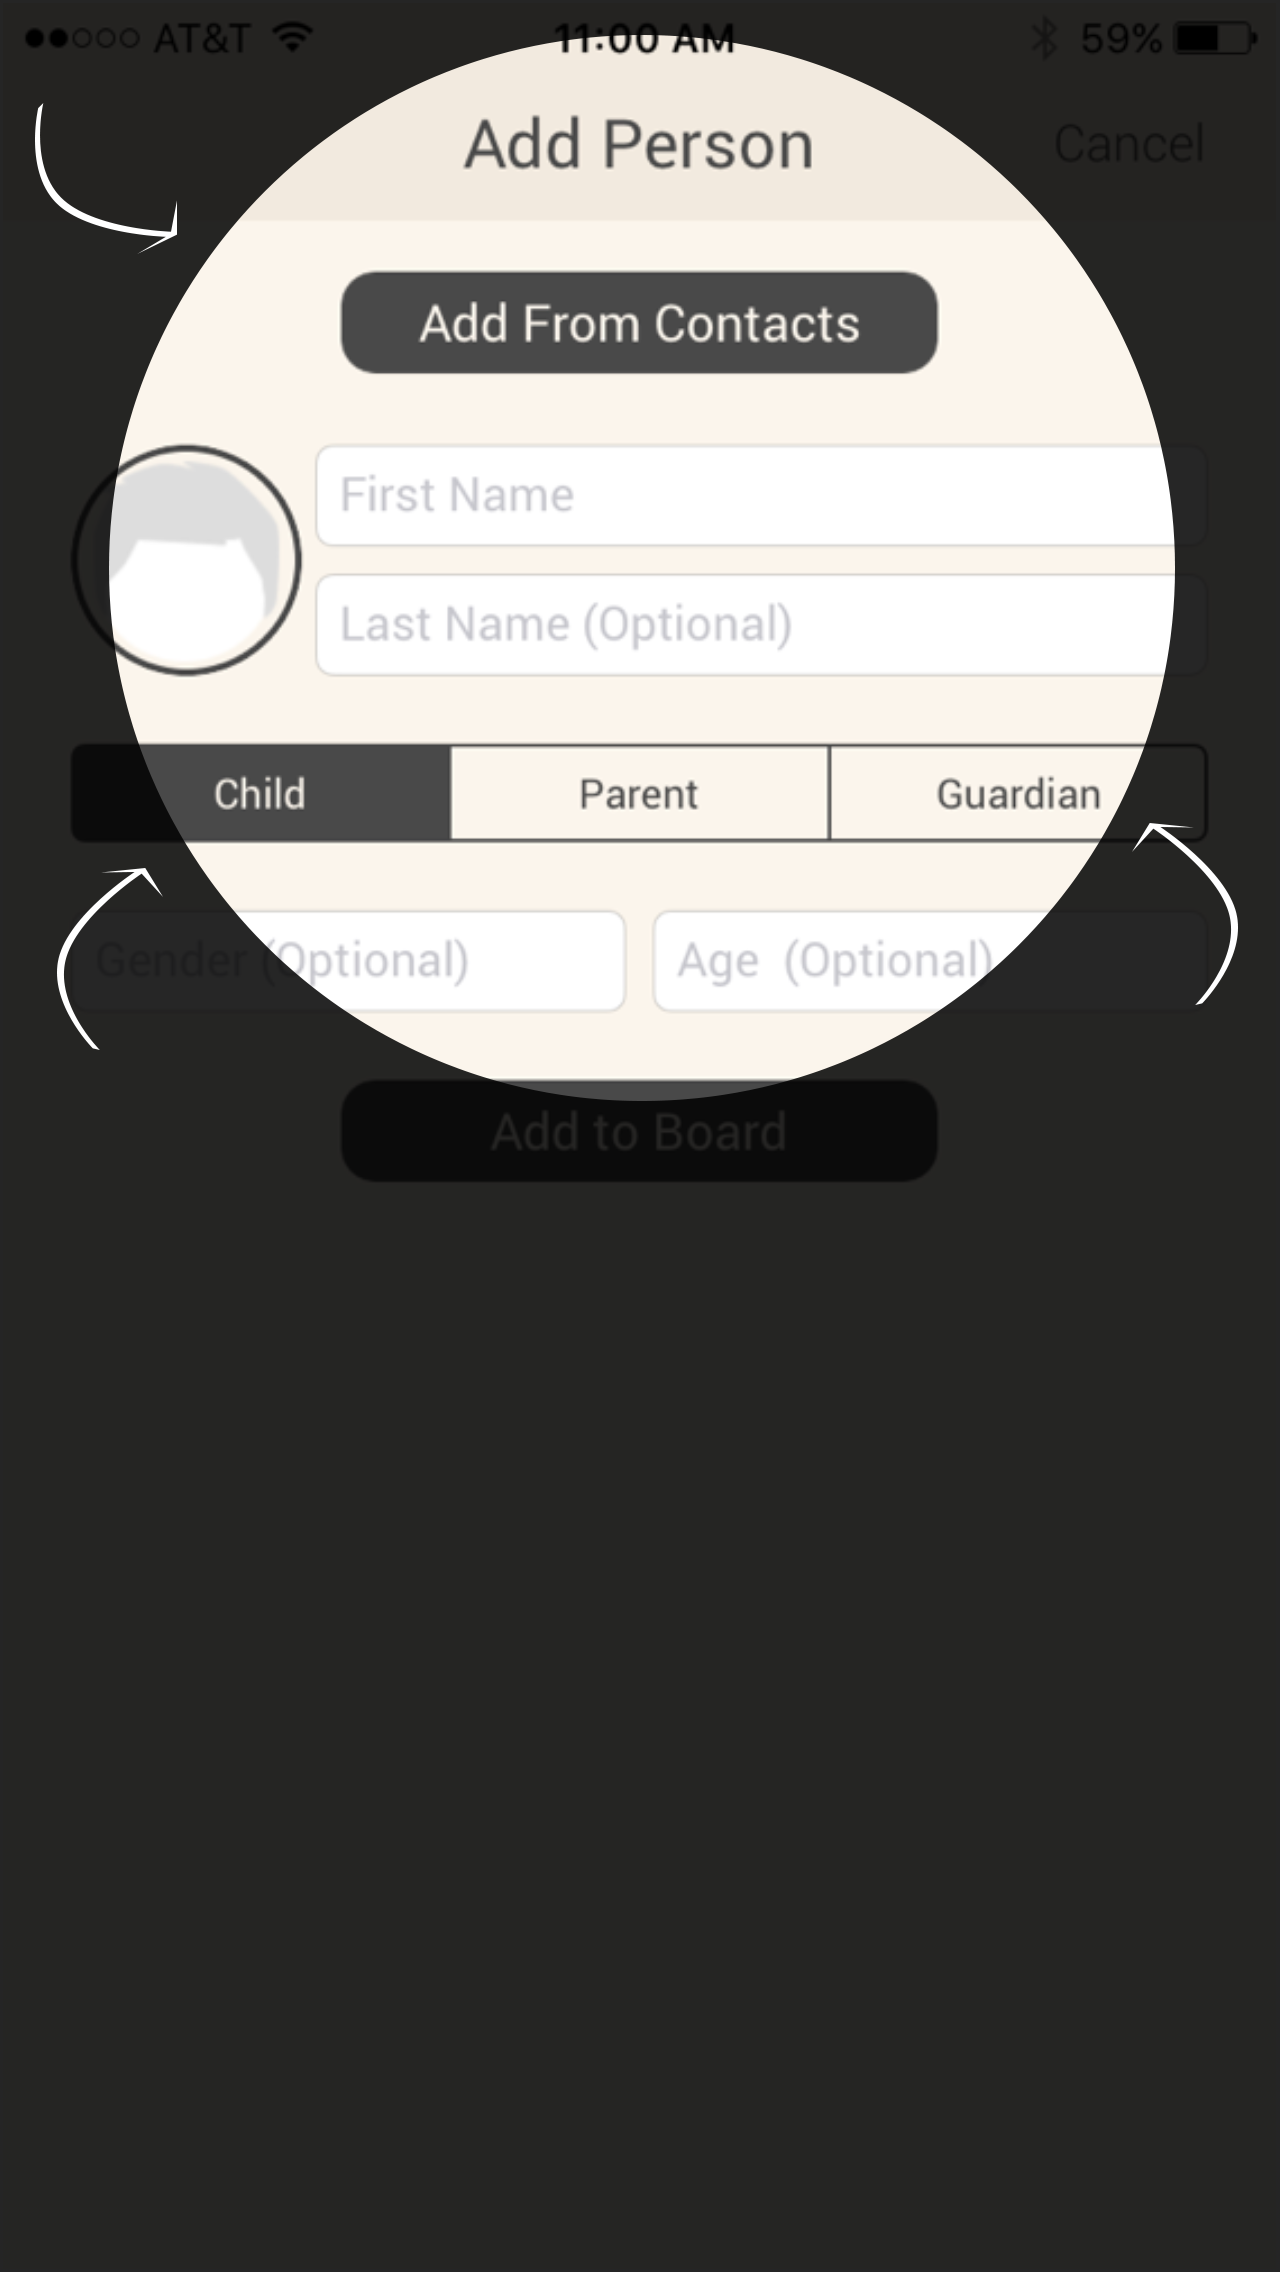 AT&T 11:00 AM 59%
Add Person Cancel
Add From Contacts
First Name
Last Name (Optional)
Child Parent Guardian
Gender (Optional) Age (Optional)
Add to Board